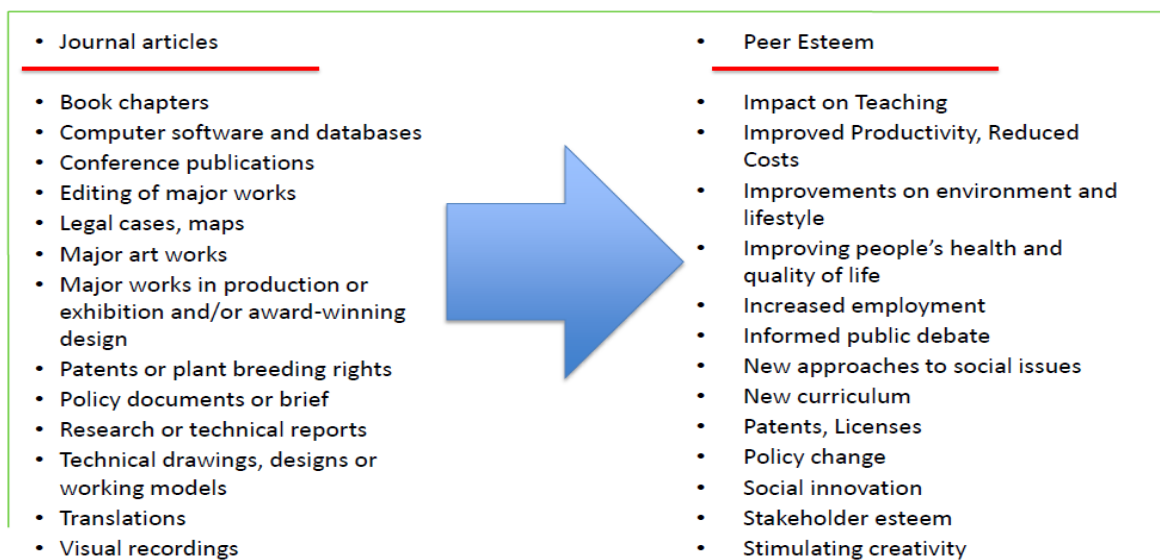 • Journal articles
• Book chapters
• Computer software and databases
• Conference publications
• Editing of major works
• Legal cases, maps
• Major art works
• Major works in production or
exhibition and/or award-winning
design
• Patents or plant breeding rights
• Policy documents or brief
• Research or technical reports
• Technical drawings, designs or
working models
• Translations
• Visual recordings
• Peer Esteem
• Impact on Teaching
• Improved Productivity, Reduced
Costs
• Improvements on environment and
lifestyle
• Improving people's health and
quality of life
• Increased employment
• Informed public debate
• New approaches to social issues
• New curriculum
• Patents, Licenses
• Policy change
• Social innovation
• Stakeholder esteem
• Stimulating creativity